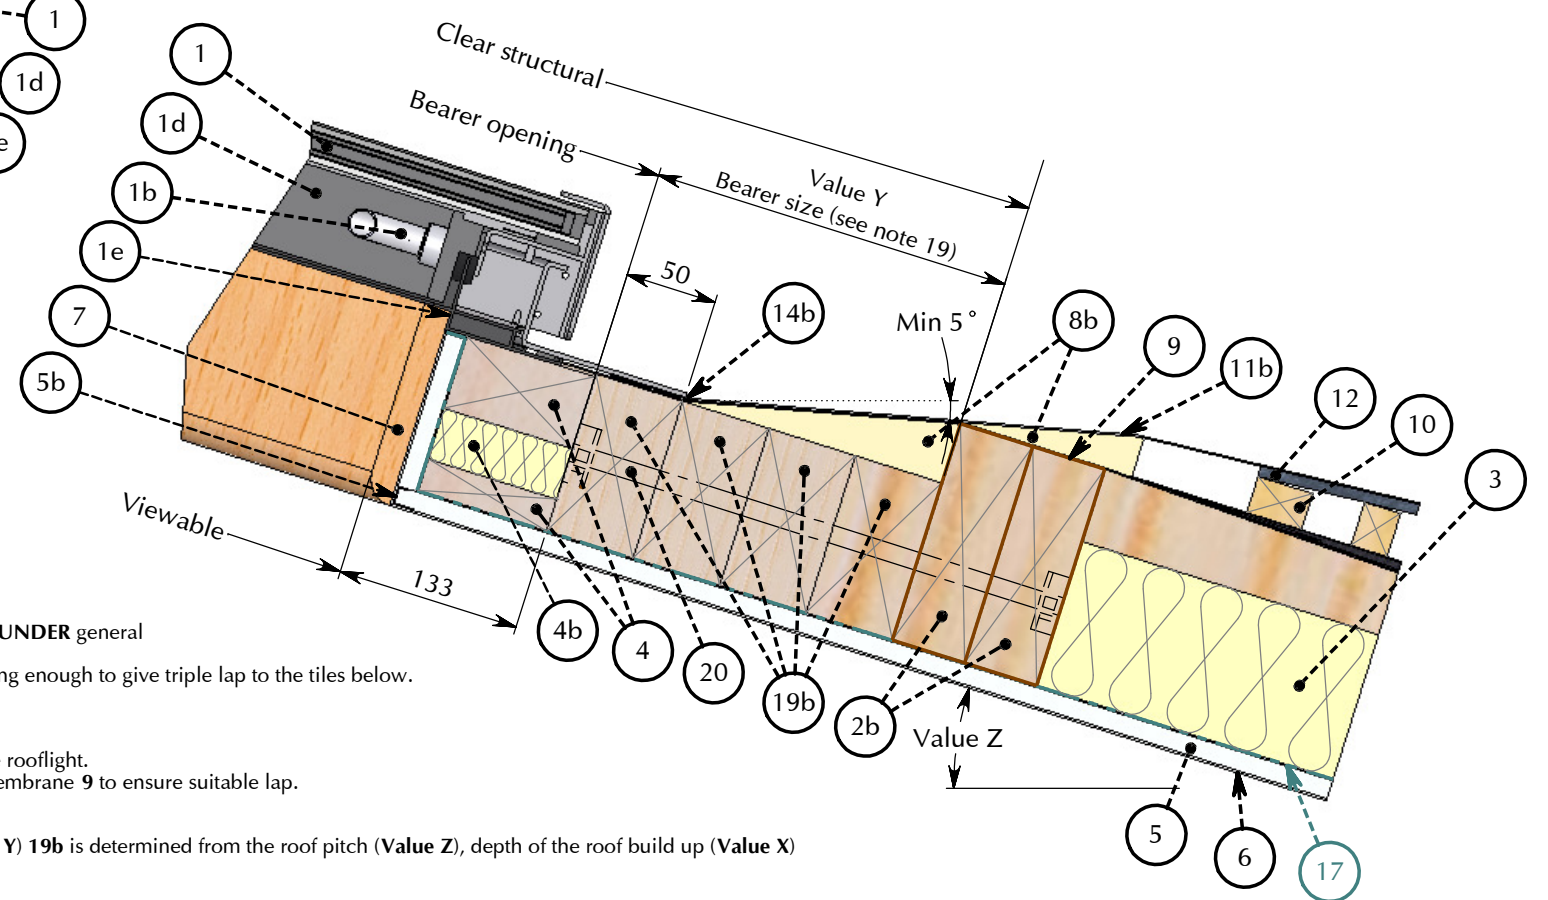 1
1d
e
1
1d
1b
1e
7
5b
Clear structural
Bearer opening
Value Y
Bearer size (see note 19)
50
14b
Min 5°
8b
9
11b
12
10
3
Viewable
133
4b
4
20
19b
2b
Value Z
5
6
17
UNDER general
ng enough to give triple lap to the tiles below.
rooflight.
embrane 9 to ensure suitable lap.
Y) 19b is determined from the roof pitch (Value Z), depth of the roof build up (Value X)